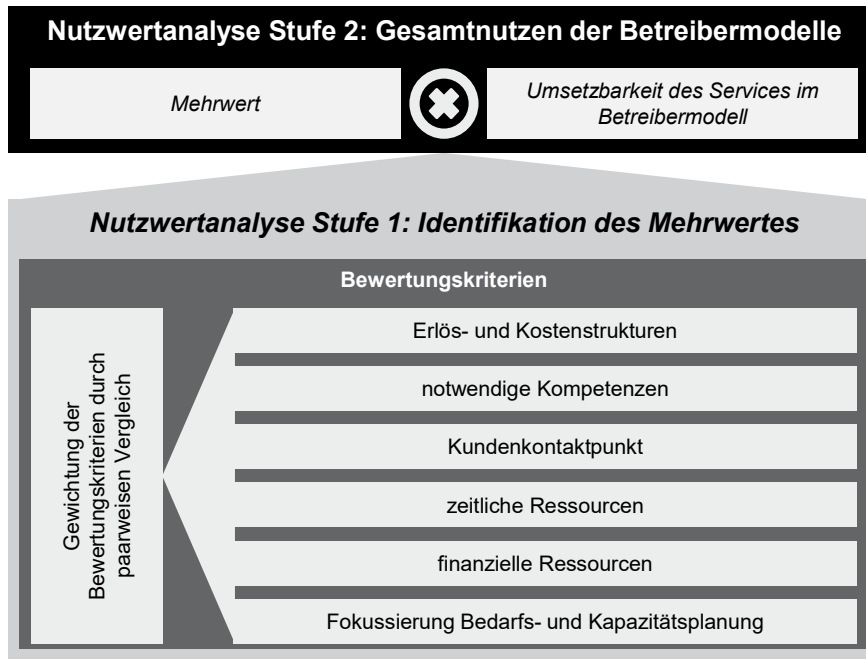 Nutzwertanalyse Stufe 2: Gesamtnutzen der Betreibermodelle
Mehrwert
Umsetzbarkeit des Services im
Betreibermodell
Nutzwertanalyse Stufe 1: Identifikation des Mehrwertes
Bewertungskriterien
Gewichtung der
Bewertungskriterien durch
paarweisen Vergleich
Erlös- und Kostenstrukturen
notwendige Kompetenzen
Kundenkontaktpunkt
zeitliche Ressourcen
finanzielle Ressourcen
Fokussierung Bedarfs- und Kapazitätsplanung